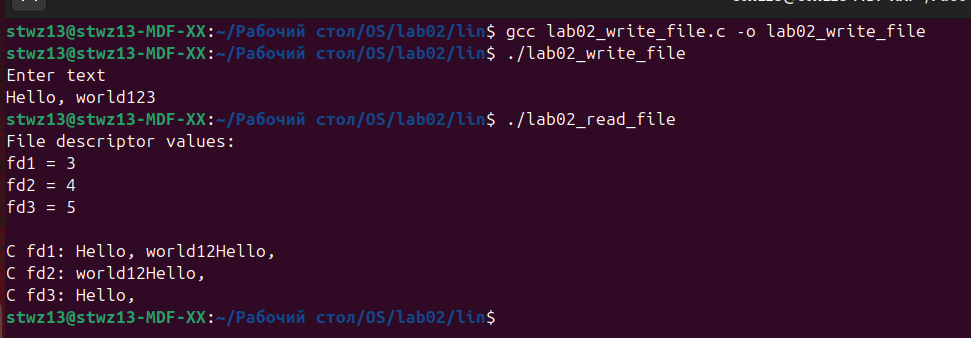 stwz13@stwz13-MDF-XX:~/Рабочий стол/OS/lab02/lin$ gcc lab02_write_file.c -o lab02_write_file
stwz13@stwz13-MDF-XX:~/Рабочий стол/OS/lab02/lin$ ./lab02_write_file
Enter text
Hello, world123
stwz13@stwz13-MDF-XX:~/Рабочий стол/OS/lab02/lin$ ./lab02_read_file
File descriptor values:
fd1 = 3
fd2 = 4
fd3 = 5
C fd1: Hello, world12Hello,
C fd2: world12Hello,
C fd3: Hello,
stwz13@stwz13-MDF-XX:~/Рабочий стол/OS/lab02/lin$